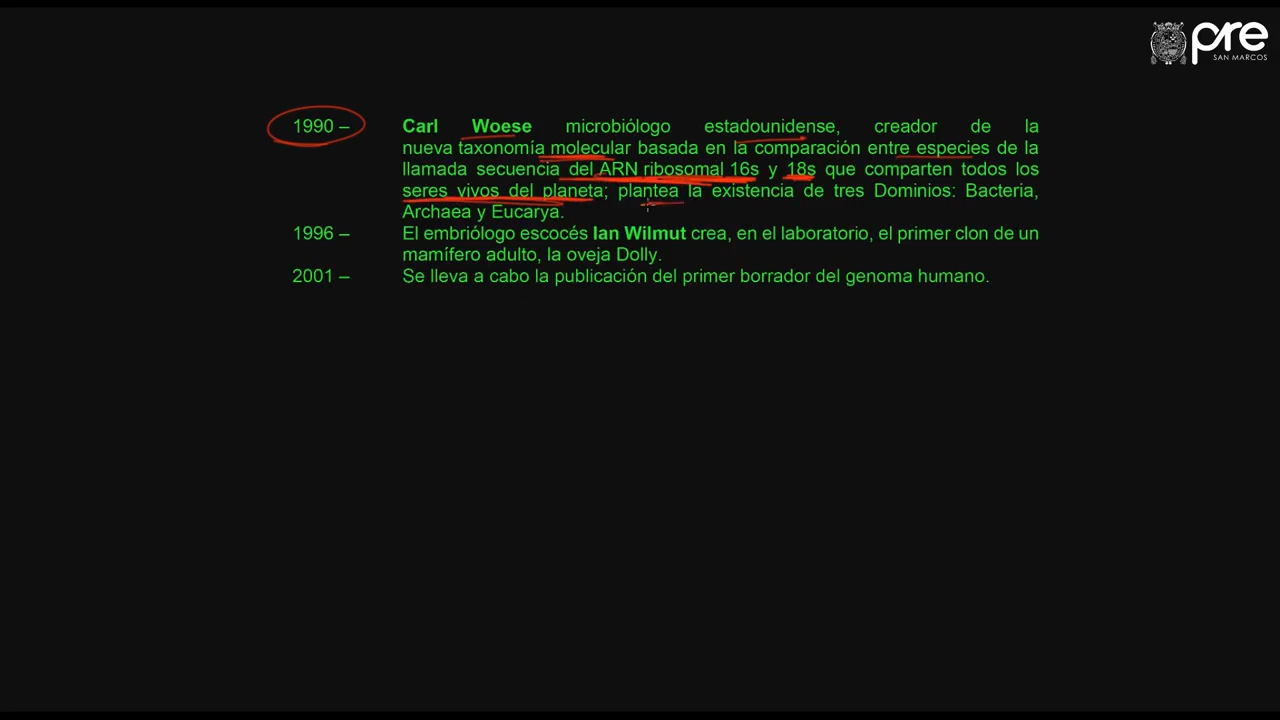 pre
SAN MARCOS
1990 – Carl Woese microbiólogo estadounidense, creador de la
nueva taxonomía molecular basada en la comparación entre especies de la
llamada secuencia del ARN ribosomal 16s y 18s que comparten todos los
seres vivos del planeta; plantea la existencia de tres Dominios: Bacteria,
Archaea y Eucarya.
1996 – El embriólogo escocés Ian Wilmut crea, en el laboratorio, el primer clon de un
mamífero adulto, la oveja Dolly.
2001 – Se lleva a cabo la publicación del primer borrador del genoma humano.